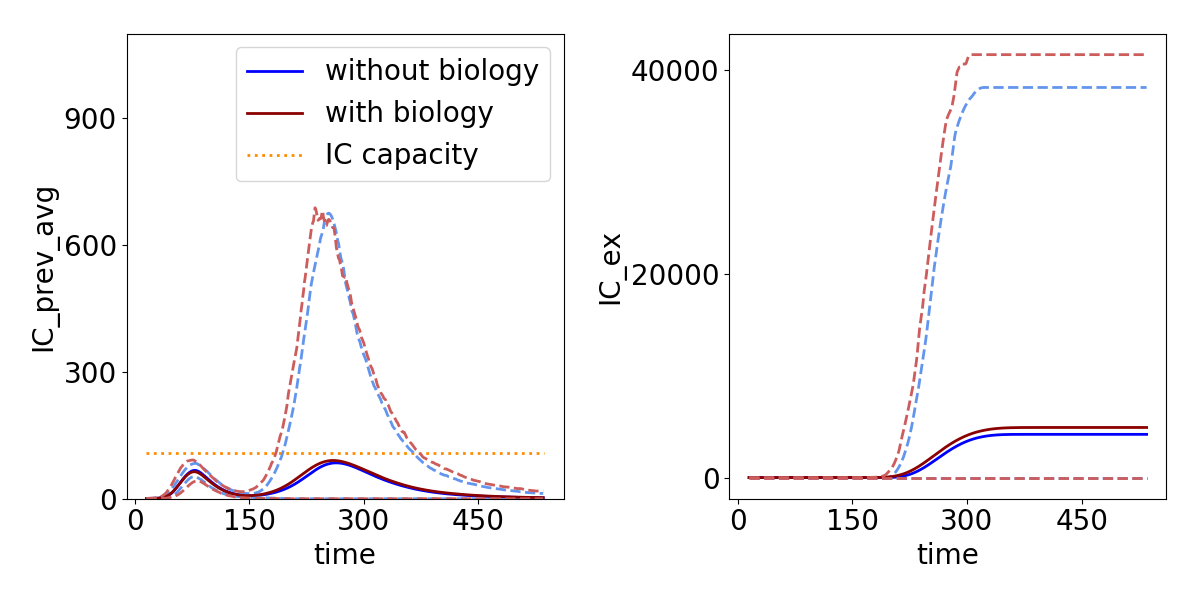 without biology
with biology
IC capacity
900
600
300
0
0 150 300 450
time
IC_prev_avg
40000
20000
0
0 150 300 450
time
IC_ex